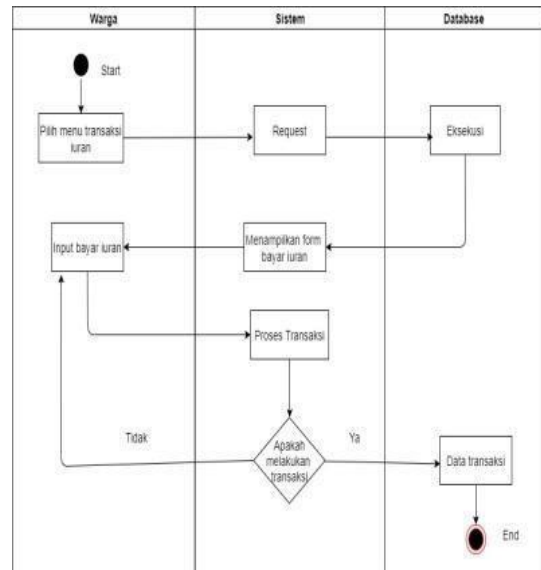 Warga
Sistem
Database
Start
Pilih menu transaksi
iuran
Request
Eksekusi
Input bayar iuran
Menampilkan form
bayar iuran
Proses Transaksi
Tidak
Apakah
melakukan
transaksi
Ya
Data transaksi
End